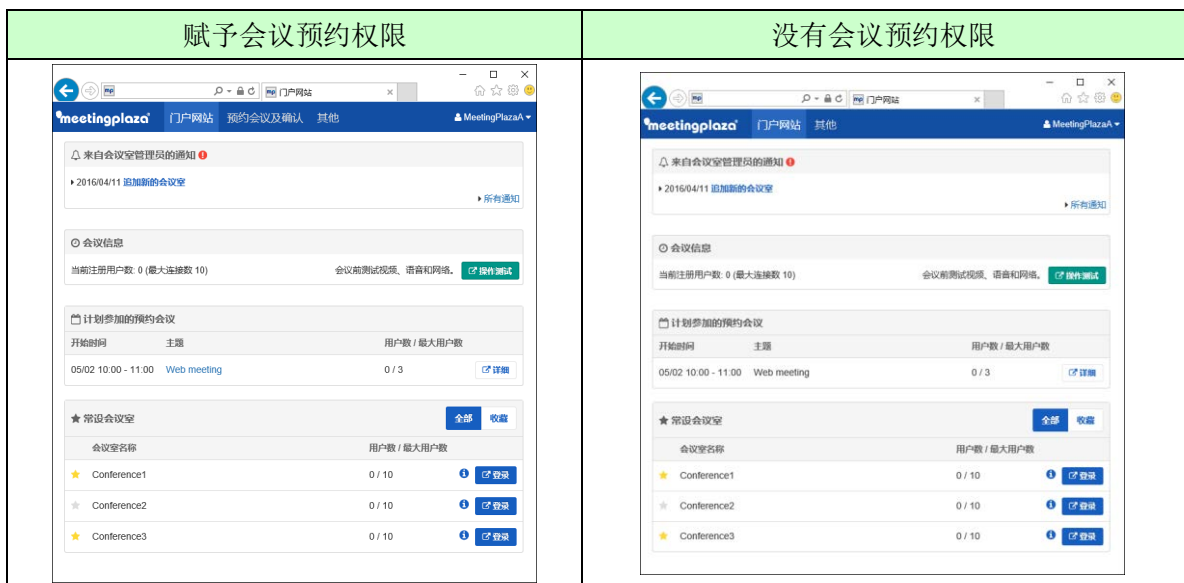 赋予会议预约权限
没有会议预约权限
mp
mp 门户网站
meetingplaza 门户网站 预约会议及确认 其他 MeetingPlazaA
来自会议室管理员的通知
2016/04/11 追加新的会议室
所有通知
会议信息
当前注册用户数: 0 (最大连接数 10) 会议前测试视频、语音和网络。 操作测试
计划参加的预约会议
开始时间 主题 用户数 / 最大用户数
05/02 10:00 - 11:00 Web meeting 0 / 3 详细
常设会议室 全部 收藏
会议室名称 用户数 / 最大用户数
Conference1 0 / 10 登录
Conference2 0 / 10 登录
Conference3 0 / 10 登录
mp
mp 门户网站
meetingplaza 门户网站 其他 MeetingPlazaA
来自会议室管理员的通知
2016/04/11 追加新的会议室
所有通知
会议信息
当前注册用户数: 0 (最大连接数 10) 会议前测试视频、语音和网络。 操作测试
计划参加的预约会议
开始时间 主题 用户数 / 最大用户数
05/02 10:00 - 11:00 Web meeting 0 / 3 详细
常设会议室 全部 收藏
会议室名称 用户数 / 最大用户数
Conference1 0 / 10 登录
Conference2 0 / 10 登录
Conference3 0 / 10 登录